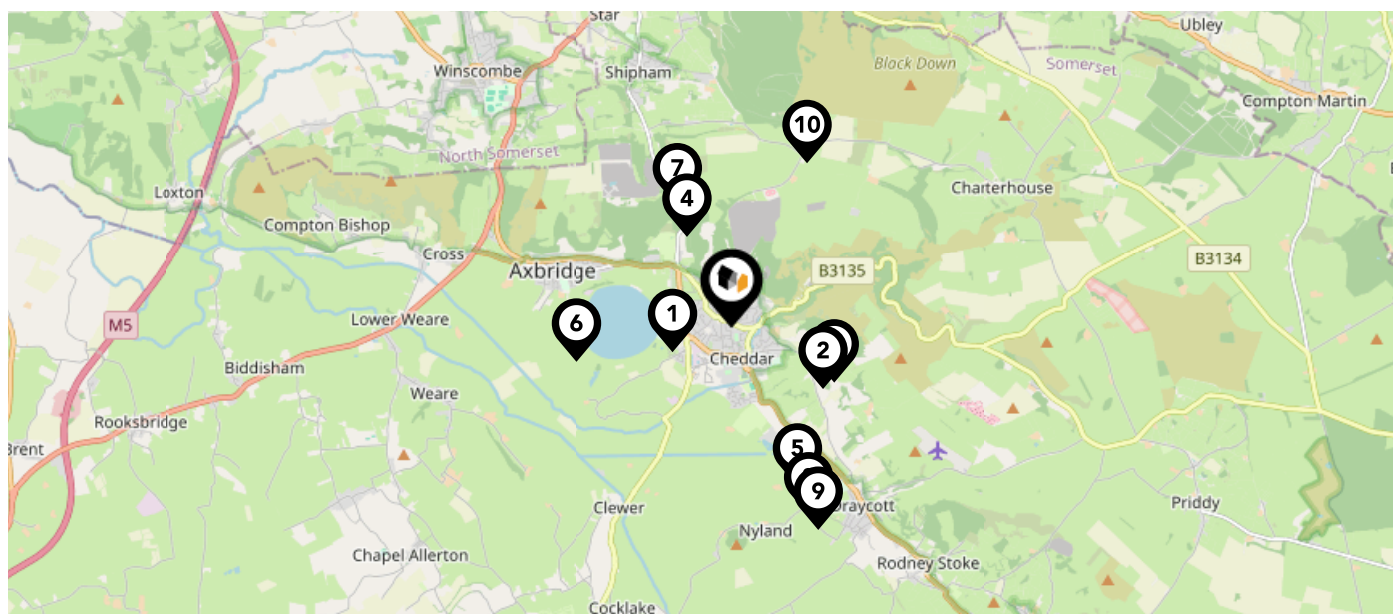 Star
Ubley
Winscombe
Shipham
Black Down
Somerset
Compton Martin
10
North Somerset
7
Loxton
4
Charterhouse
Compton Bishop
Cross
Axbridge
B3135
B3134
M5
6
1
Lower Weare
2
Cheddar
Biddisham
Weare
Rooksbridge
Brent
5
9
Draycott
Clewer
Priddy
Nyland
Chapel Allerton
Rodney Stoke
Cocklake